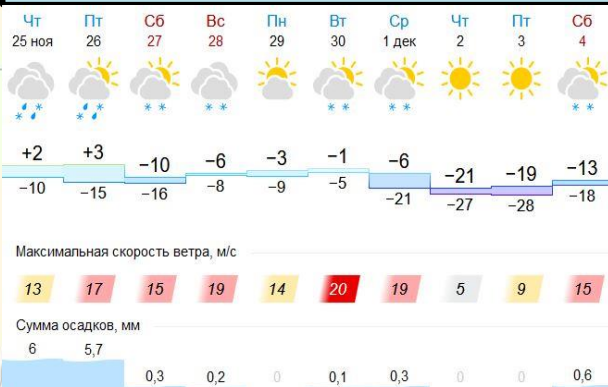 Чт Пт Сб Вс Пн Вт Ср Чт Пт Сб
25 ноя 26 27 28 29 30 1 дек 2 3 4
+2 +3 −10 −6 −3 −1 −6 −21 −19 −13
−10 −15 −16 −8 −9 −5 −21 −27 −28 −18
Максимальная скорость ветра, м/с
13 17 15 19 14 20 19 5 9 15
Сумма осадков, мм
6 5,7 0,3 0,2 0 0,1 0,3 0 0 0,6